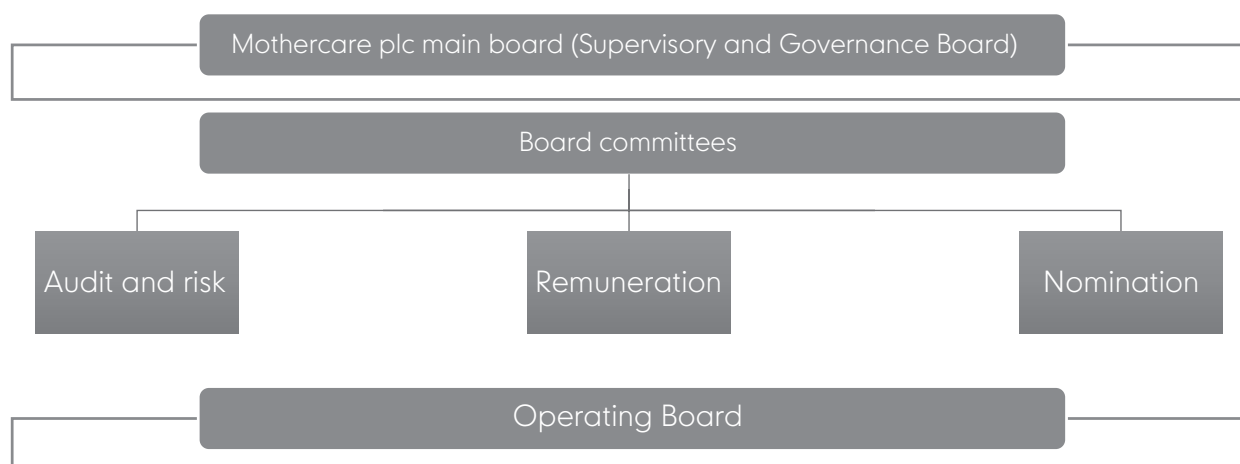 Mothercare plc main board (Supervisory and Governance Board)
Board committees
Audit and risk
Remuneration
Nomination
Operating Board